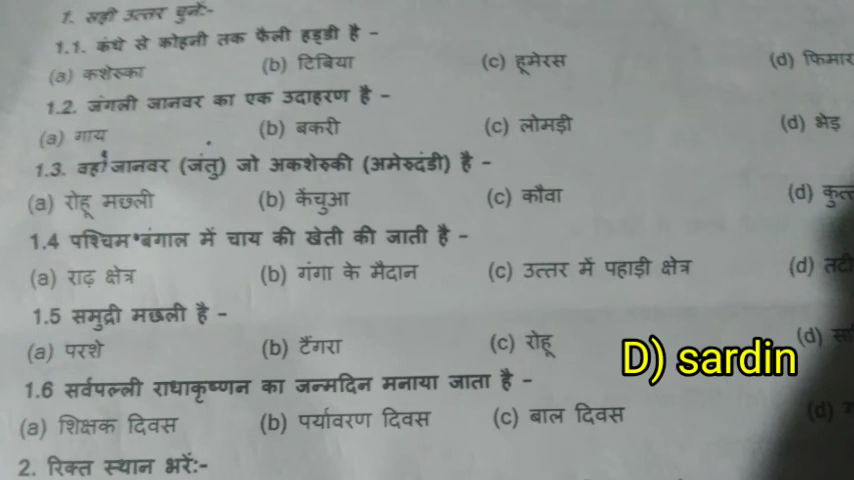 1. सही उत्तर चुनें:-
1.1. कंधे से कोहनी तक फैली हड्डी है -
(a) कशेरुका (b) टिबिया (c) हूमेरस (d) फिमार
1.2. जंगली जानवर का एक उदाहरण है -
(a) गाय (b) बकरी (c) लोमड़ी (d) भेड़
1.3. वहाँ जानवर (जंतु) जो अकशेरुकी (अमेरुदंडी) है -
(a) रोहू मछली (b) केंचुआ (c) कौवा (d)
1.4 पश्चिम बंगाल में चाय की खेती की जाती है -
(a) राढ़ क्षेत्र (b) गंगा के मैदान (c) उत्तर में पहाड़ी क्षेत्र (d)
1.5 समुद्री मछली है -
(a) परशे (b) टैंगरा (c) रोहू (d)
D) sardin
1.6 सर्वपल्ली राधाकृष्णन का जन्मदिन मनाया जाता है -
(a) शिक्षक दिवस (b) पर्यावरण दिवस (c) बाल दिवस (d)
2. रिक्त स्थान भरें:-